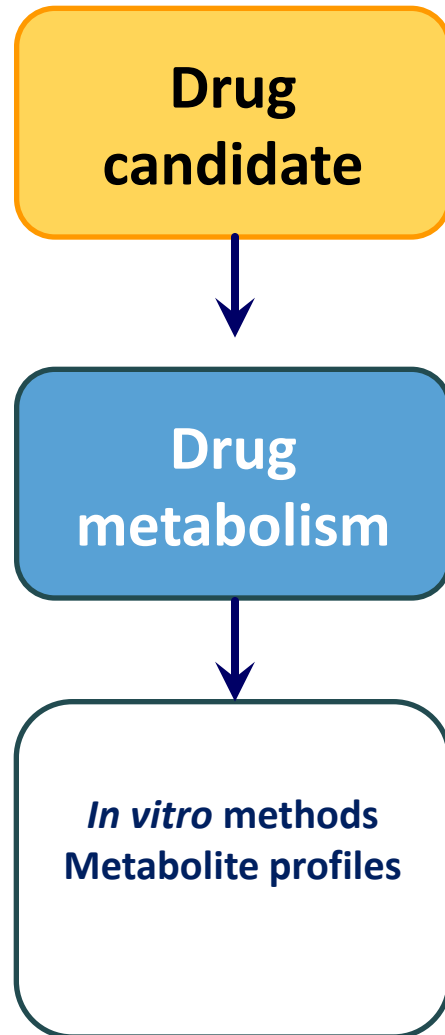 Drug
candidate
Drug
metabolism
In vitro methods
Metabolite profiles